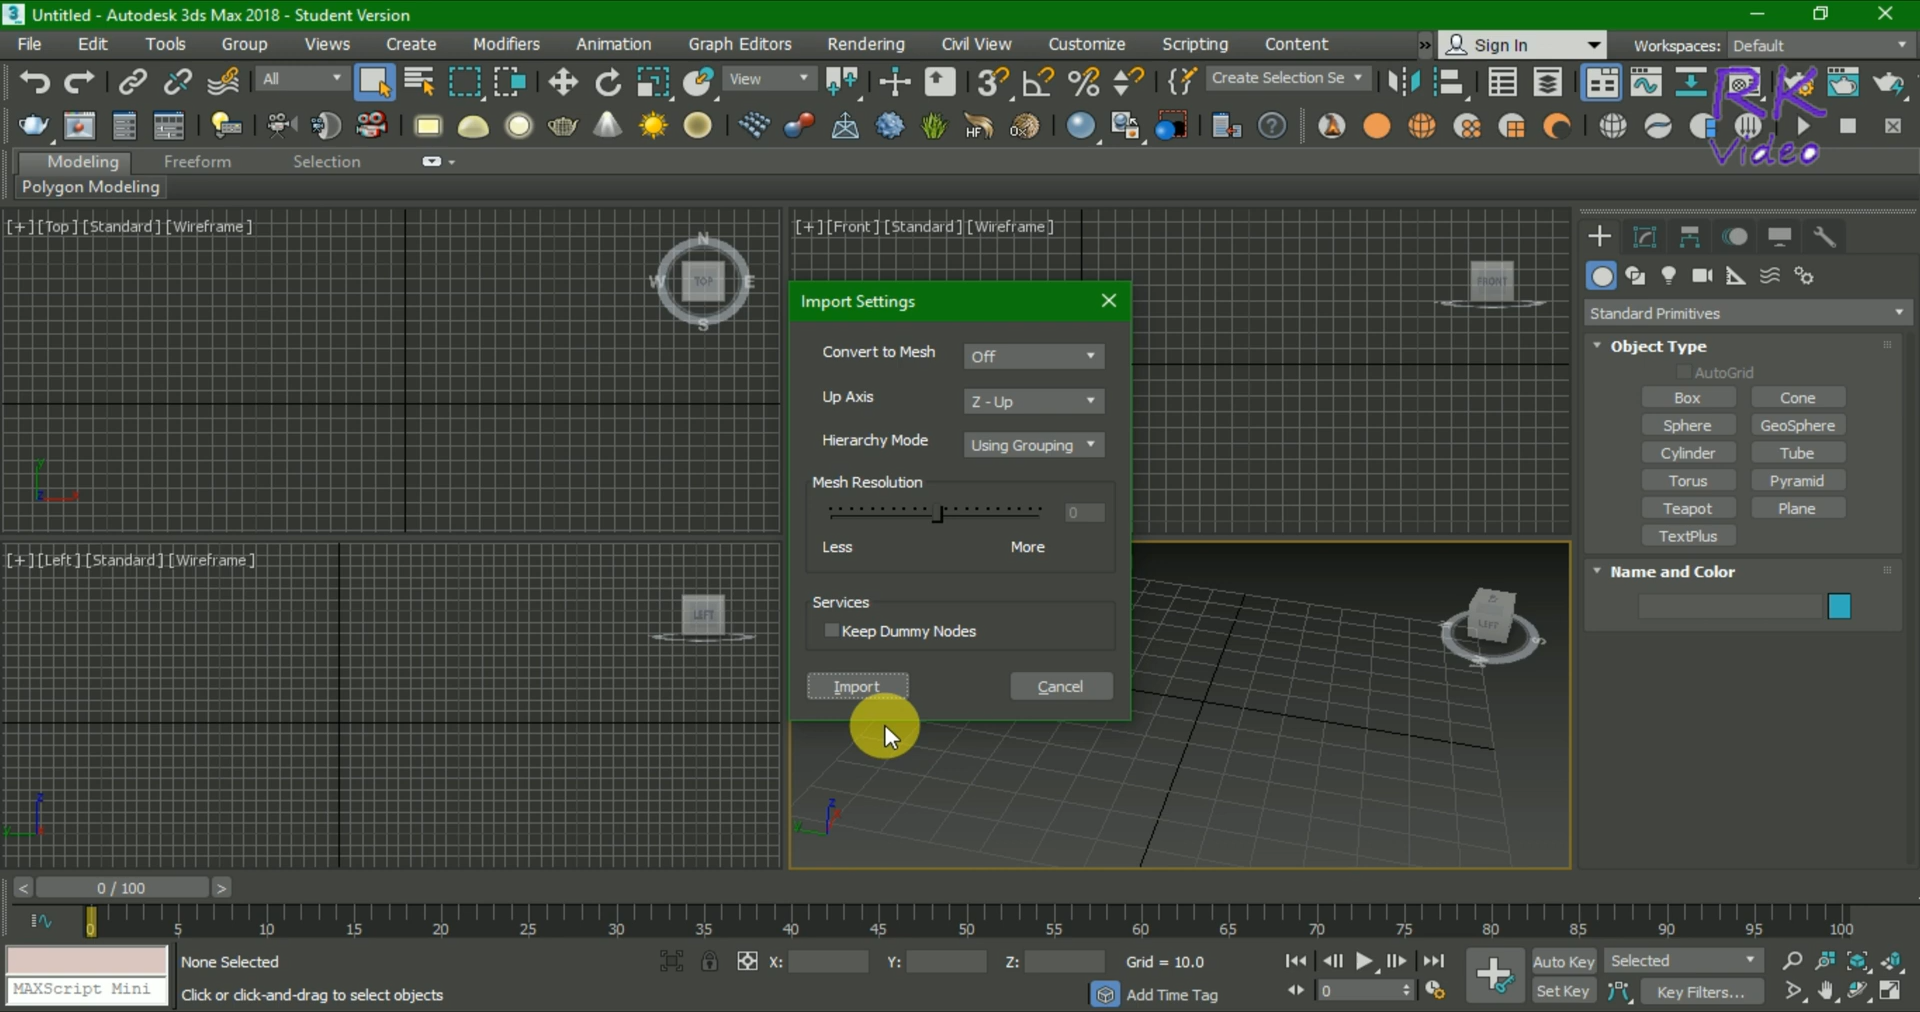 Untitled - Autodesk 3ds Max 2018 - Student Version
File Edit Tools Group Views Create Modifiers Animation Graph Editors Rendering Civil View Customize Scripting Content » Sign In Workspaces: Default
All View Create Selection Se
RK
Video
Modeling Freeform Selection
Polygon Modeling
[+] [Top] [Standard] [Wireframe]
N
W TOP E
S
[+] [Front] [Standard] [Wireframe]
FRONT
Import Settings
Convert to Mesh Off
Up Axis Z - Up
Hierarchy Mode Using Grouping
Mesh Resolution
0
Less More
Services
Keep Dummy Nodes
Import Cancel
Standard Primitives
Object Type
AutoGrid
Box Cone
Sphere GeoSphere
Cylinder Tube
Torus Pyramid
Teapot Plane
TextPlus
Name and Color
[+] [Left] [Standard] [Wireframe]
LEFT
LEFT
< 0 / 100 >
0 5 10 15 20 25 30 35 40 45 50 55 60 65 70 75 80 85 90 95 100
None Selected X: Y: Z: Grid = 10.0 Auto Key Selected
MAXScript Mini Click or click-and-drag to select objects Add Time Tag 0 Set Key Key Filters...